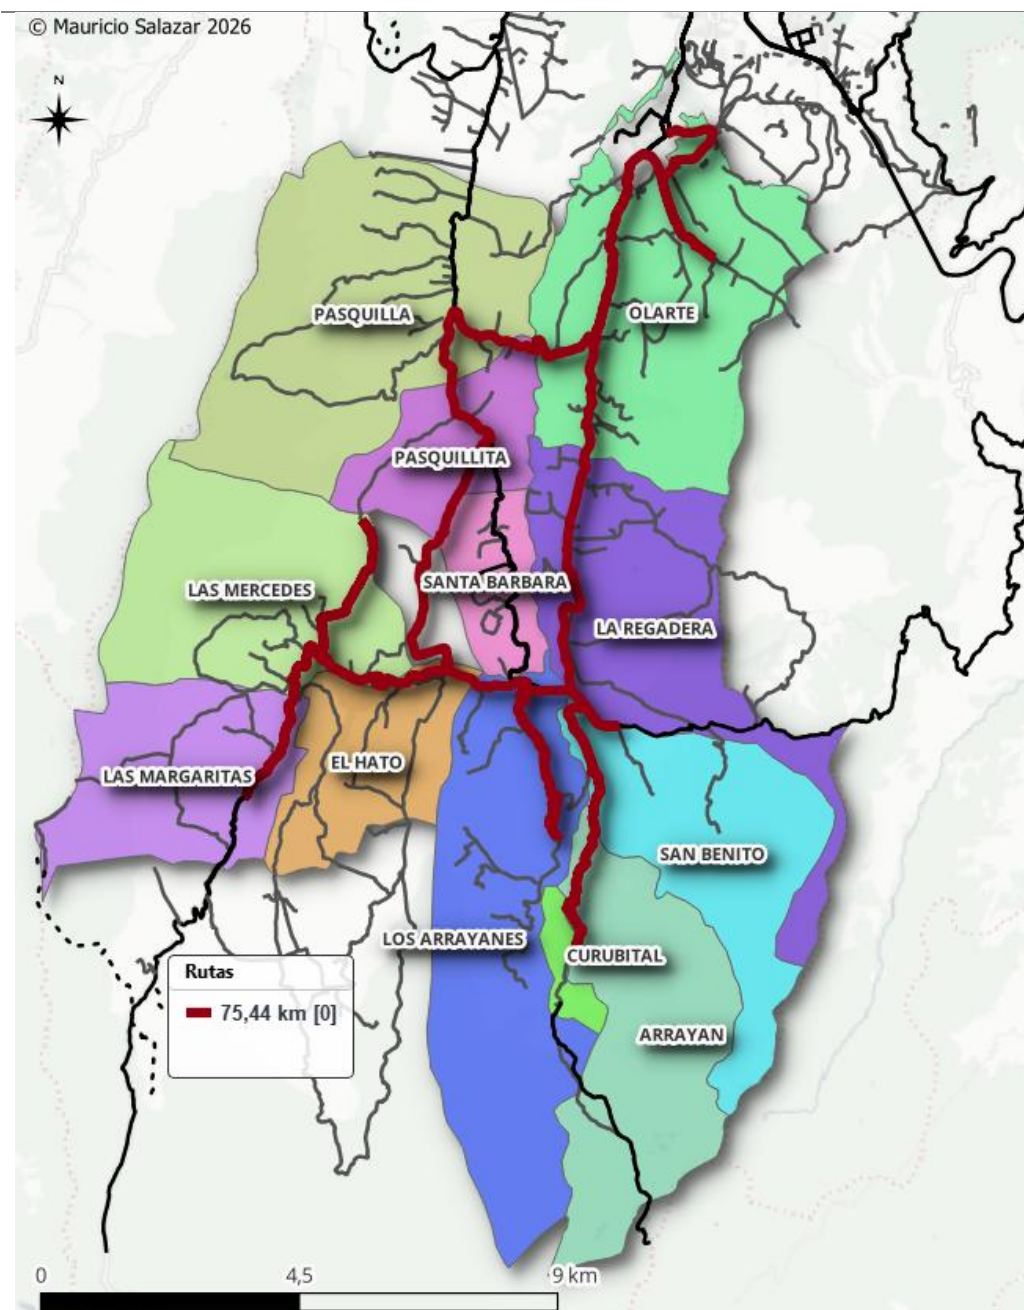 © Mauricio Salazar 2026
N
PASQUILLA
OLARTE
PASQUILLITA
SANTA BARBARA
LAS MERCEDES
LA REGADERA
EL HATO
LAS MARGARITAS
SAN BENITO
LOS ARRAYANES
CURUBITAL
Rutas
75,44 km [0]
ARRAYAN
0 4,5 9 km